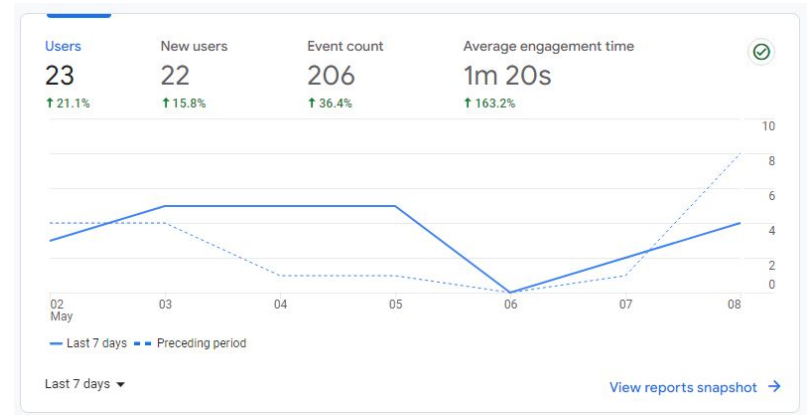 Users New users Event count Average engagement time
23 22 206 1m 20s
↑ 21.1% ↑ 15.8% ↑ 36.4% ↑ 163.2%
10
8
6
4
2
0
02 03 04 05 06 07 08
May
Last 7 days Preceding period
Last 7 days
View reports snapshot →